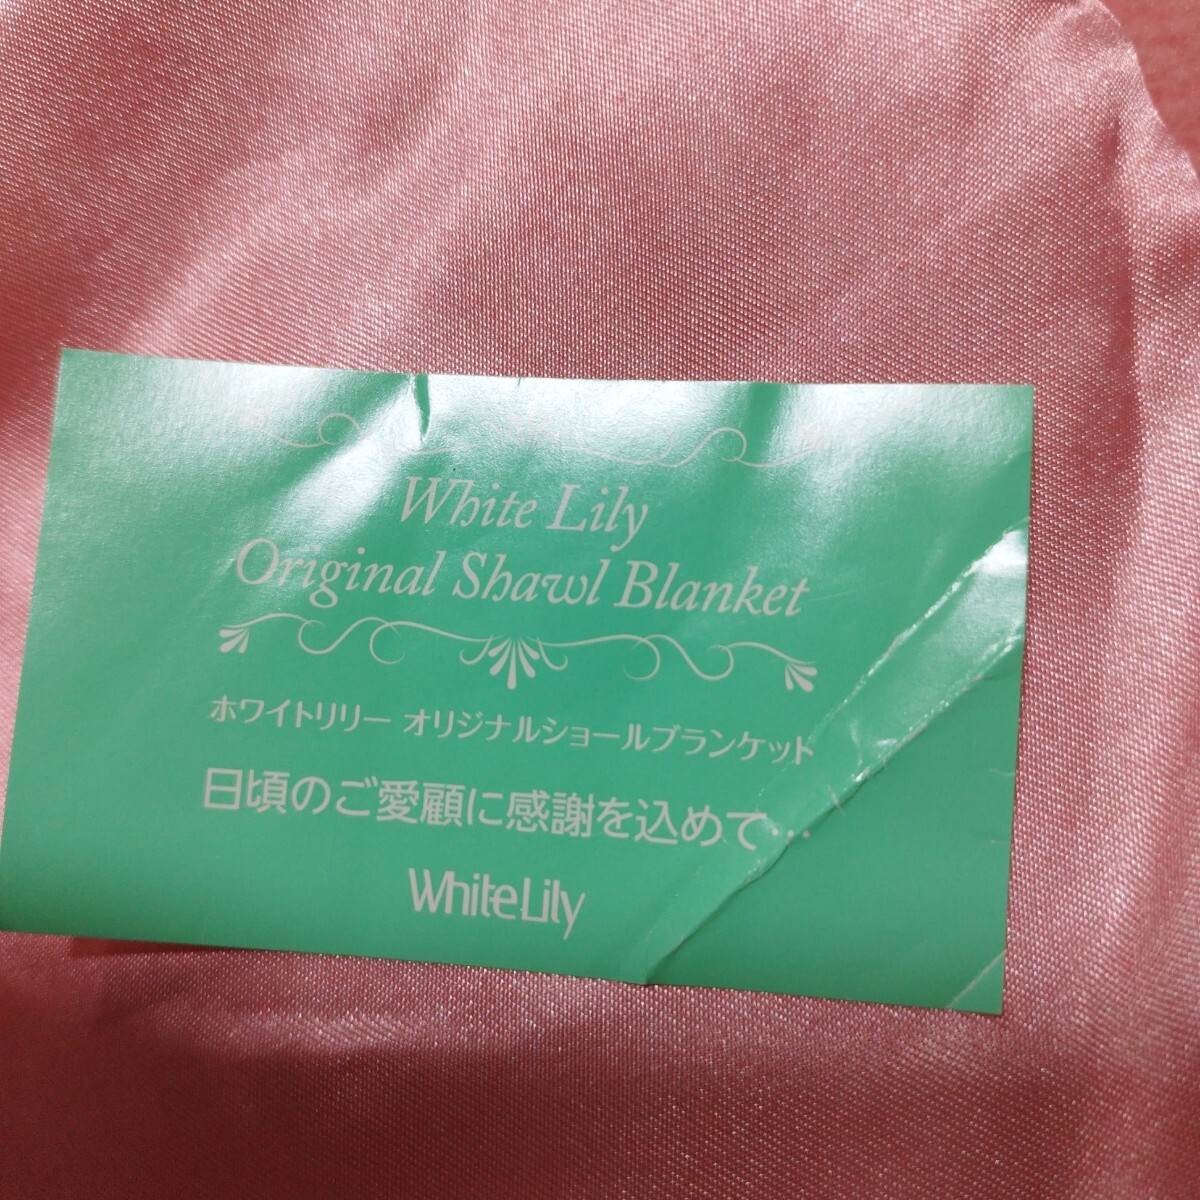 White Lily
Original Shawl Blanket
ホワイトリリー オリジナルショールブランケット
日頃のご愛顧に感謝を込めて…
WhiteLily